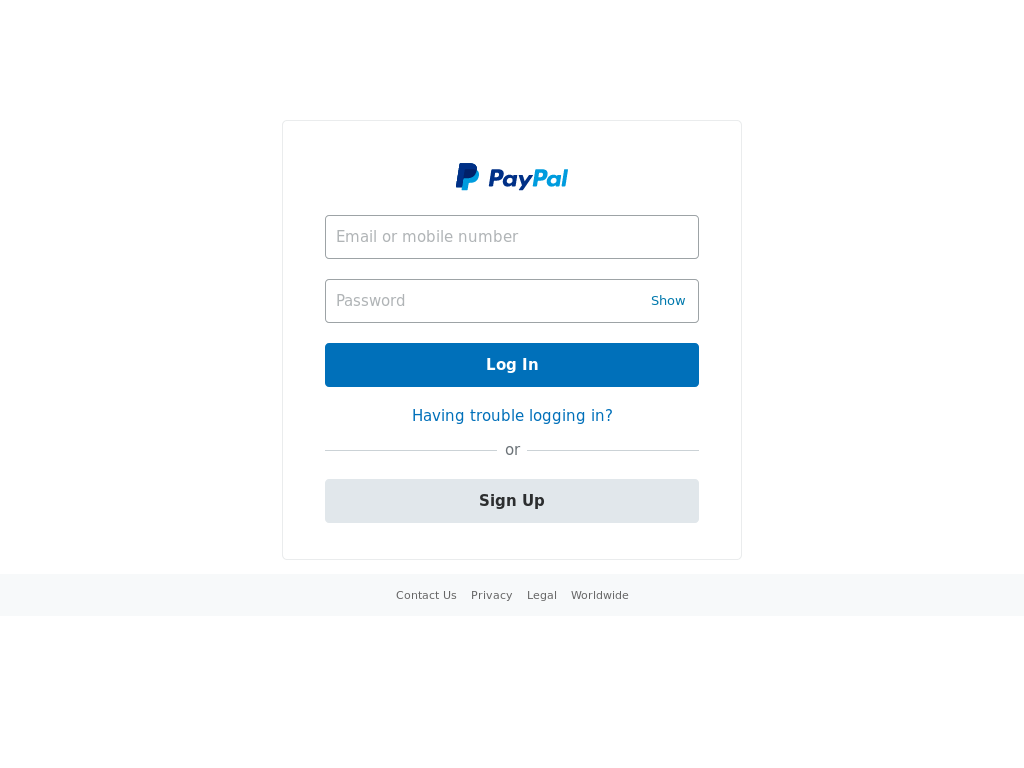 PayPal
Email or mobile number
Password Show
Log In
Having trouble logging in?
or
Sign Up
Contact Us Privacy Legal Worldwide